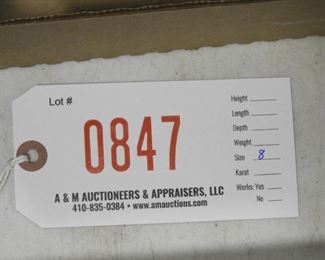 Lot #
0847
Height
Length
Depth
Weight
Size 8
Karat
Works: Yes
No
A & M AUCTIONEERS & APPRAISERS, LLC
410-835-0384 • www.amauctions.com